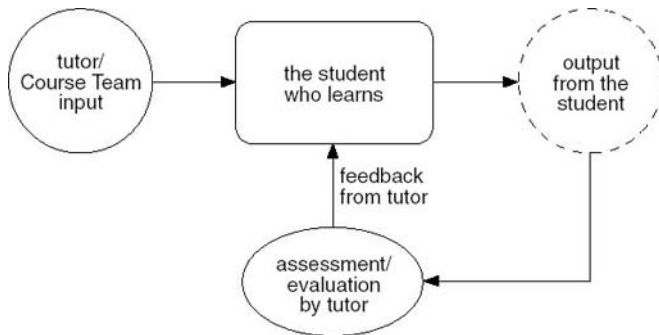 tutor/
Course Team
input
the student
who learns
output
from the
student
feedback
from tutor
assessment/
evaluation
by tutor